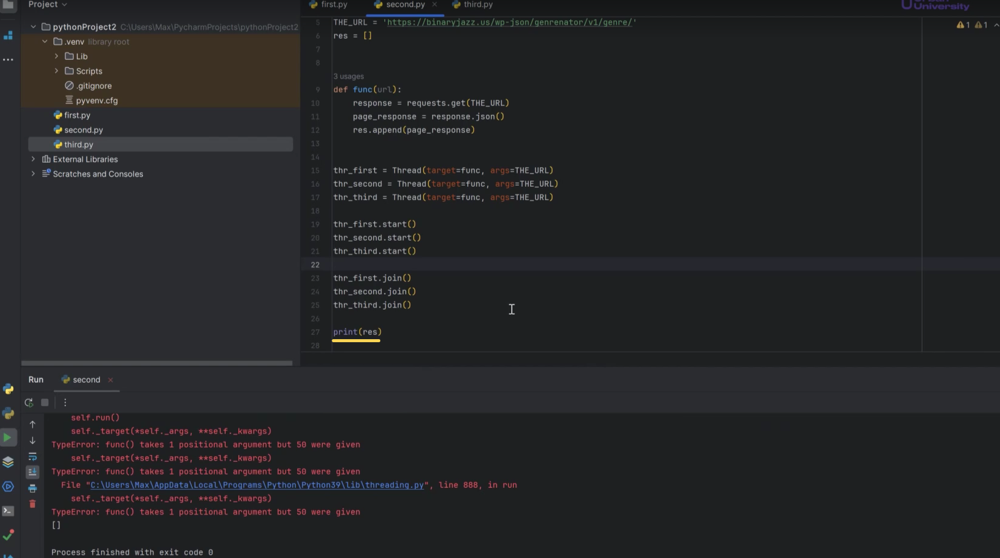 Project
first.py
second.py
third.py
Urban
University
pythonProject2 C:\Users\Max\PycharmProjects\pythonProject2
.venv library root
Lib
Scripts
.gitignore
pyvenv.cfg
first.py
second.py
third.py
External Libraries
Scratches and Consoles
1 1
5 THE_URL = 'https://binaryjazz.us/wp-json/genrenator/v1/genre/'
6 res = []
7
8
3 usages
9 def func(url):
10 response = requests.get(THE_URL)
11 page_response = response.json()
12 res.append(page_response)
13
14
15 thr_first = Thread(target=func, args=THE_URL)
16 thr_second = Thread(target=func, args=THE_URL)
17 thr_third = Thread(target=func, args=THE_URL)
18
19 thr_first.start()
20 thr_second.start()
21 thr_third.start()
22
23 thr_first.join()
24 thr_second.join()
25 thr_third.join()
26
27 print(res)
28
Run second
self.run()
self._target(*self._args, **self._kwargs)
TypeError: func() takes 1 positional argument but 50 were given
self._target(*self._args, **self._kwargs)
TypeError: func() takes 1 positional argument but 50 were given
File "C:\Users\Max\AppData\Local\Programs\Python\Python39\lib\threading.py", line 888, in run
self._target(*self._args, **self._kwargs)
TypeError: func() takes 1 positional argument but 50 were given
[]
Process finished with exit code 0